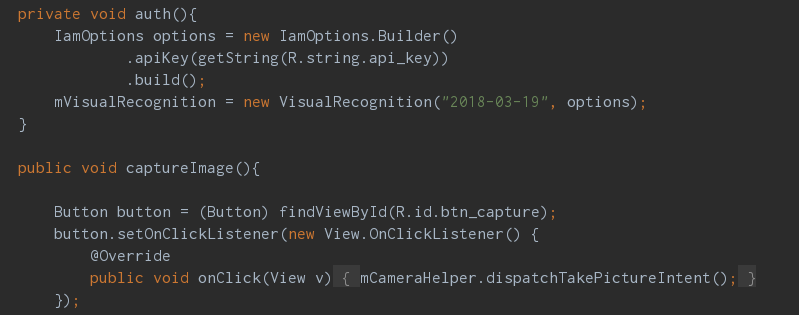 private void auth(){
    IamOptions options = new IamOptions.Builder()
            .apiKey(getString(R.string.api_key))
            .build();
    mVisualRecognition = new VisualRecognition("2018-03-19", options);
}

public void captureImage(){

    Button button = (Button) findViewById(R.id.btn_capture);
    button.setOnClickListener(new View.OnClickListener() {
        @Override
        public void onClick(View v) { mCameraHelper.dispatchTakePictureIntent(); }
    });